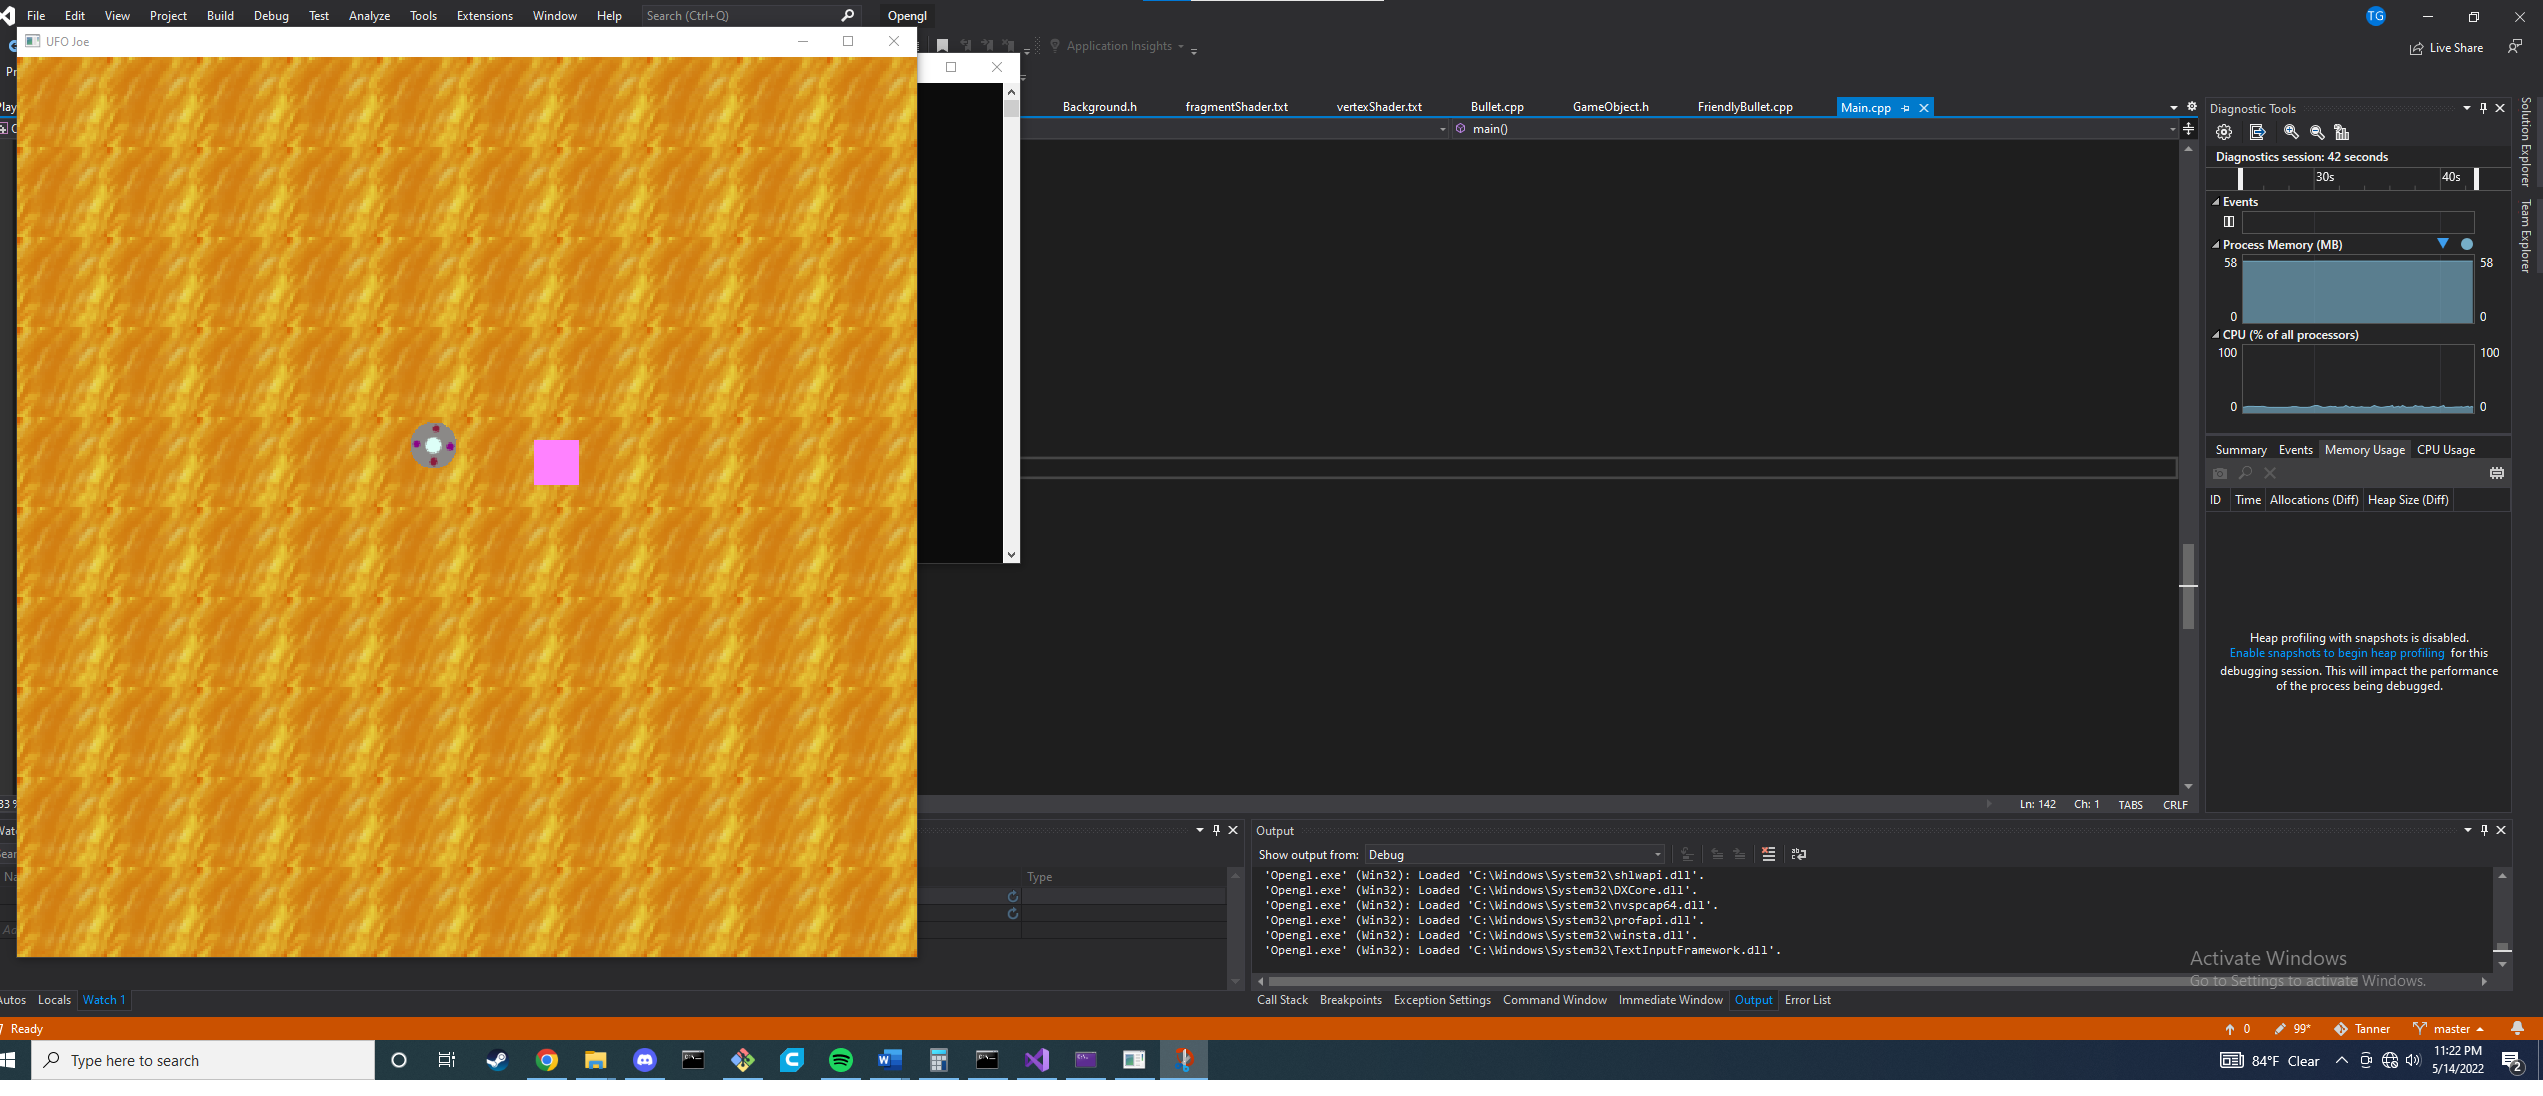 File Edit View Project Build Debug Test Analyze Tools Extensions Window Help Search (Ctrl+Q) Opengl TG
UFO Joe
Application Insights
Live Share
Background.h fragmentShader.txt vertexShader.txt Bullet.cpp GameObject.h FriendlyBullet.cpp Main.cpp
main()
Diagnostic Tools
Diagnostics session: 42 seconds
30s 40s
Events
Process Memory (MB)
58 58
0 0
CPU (% of all processors)
100 100
0 0
Summary Events Memory Usage CPU Usage
ID Time Allocations (Diff) Heap Size (Diff)
Heap profiling with snapshots is disabled.
Enable snapshots to begin heap profiling for this
debugging session. This will impact the performance
of the process being debugged.
Solution Explorer
Team Explorer
Ln: 142 Ch: 1 TABS CRLF
Type
Output
Show output from: Debug
'Opengl.exe' (Win32): Loaded 'C:\Windows\System32\shlwapi.dll'.
'Opengl.exe' (Win32): Loaded 'C:\Windows\System32\DXCore.dll'.
'Opengl.exe' (Win32): Loaded 'C:\Windows\System32\nvspcap64.dll'.
'Opengl.exe' (Win32): Loaded 'C:\Windows\System32\profapi.dll'.
'Opengl.exe' (Win32): Loaded 'C:\Windows\System32\winsta.dll'.
'Opengl.exe' (Win32): Loaded 'C:\Windows\System32\TextInputFramework.dll'.
Activate Windows
Go to Settings to activate Windows.
Locals Watch 1
Call Stack Breakpoints Exception Settings Command Window Immediate Window Output Error List
Ready
0 99* Tanner master
Type here to search
84°F Clear
11:22 PM
5/14/2022
2